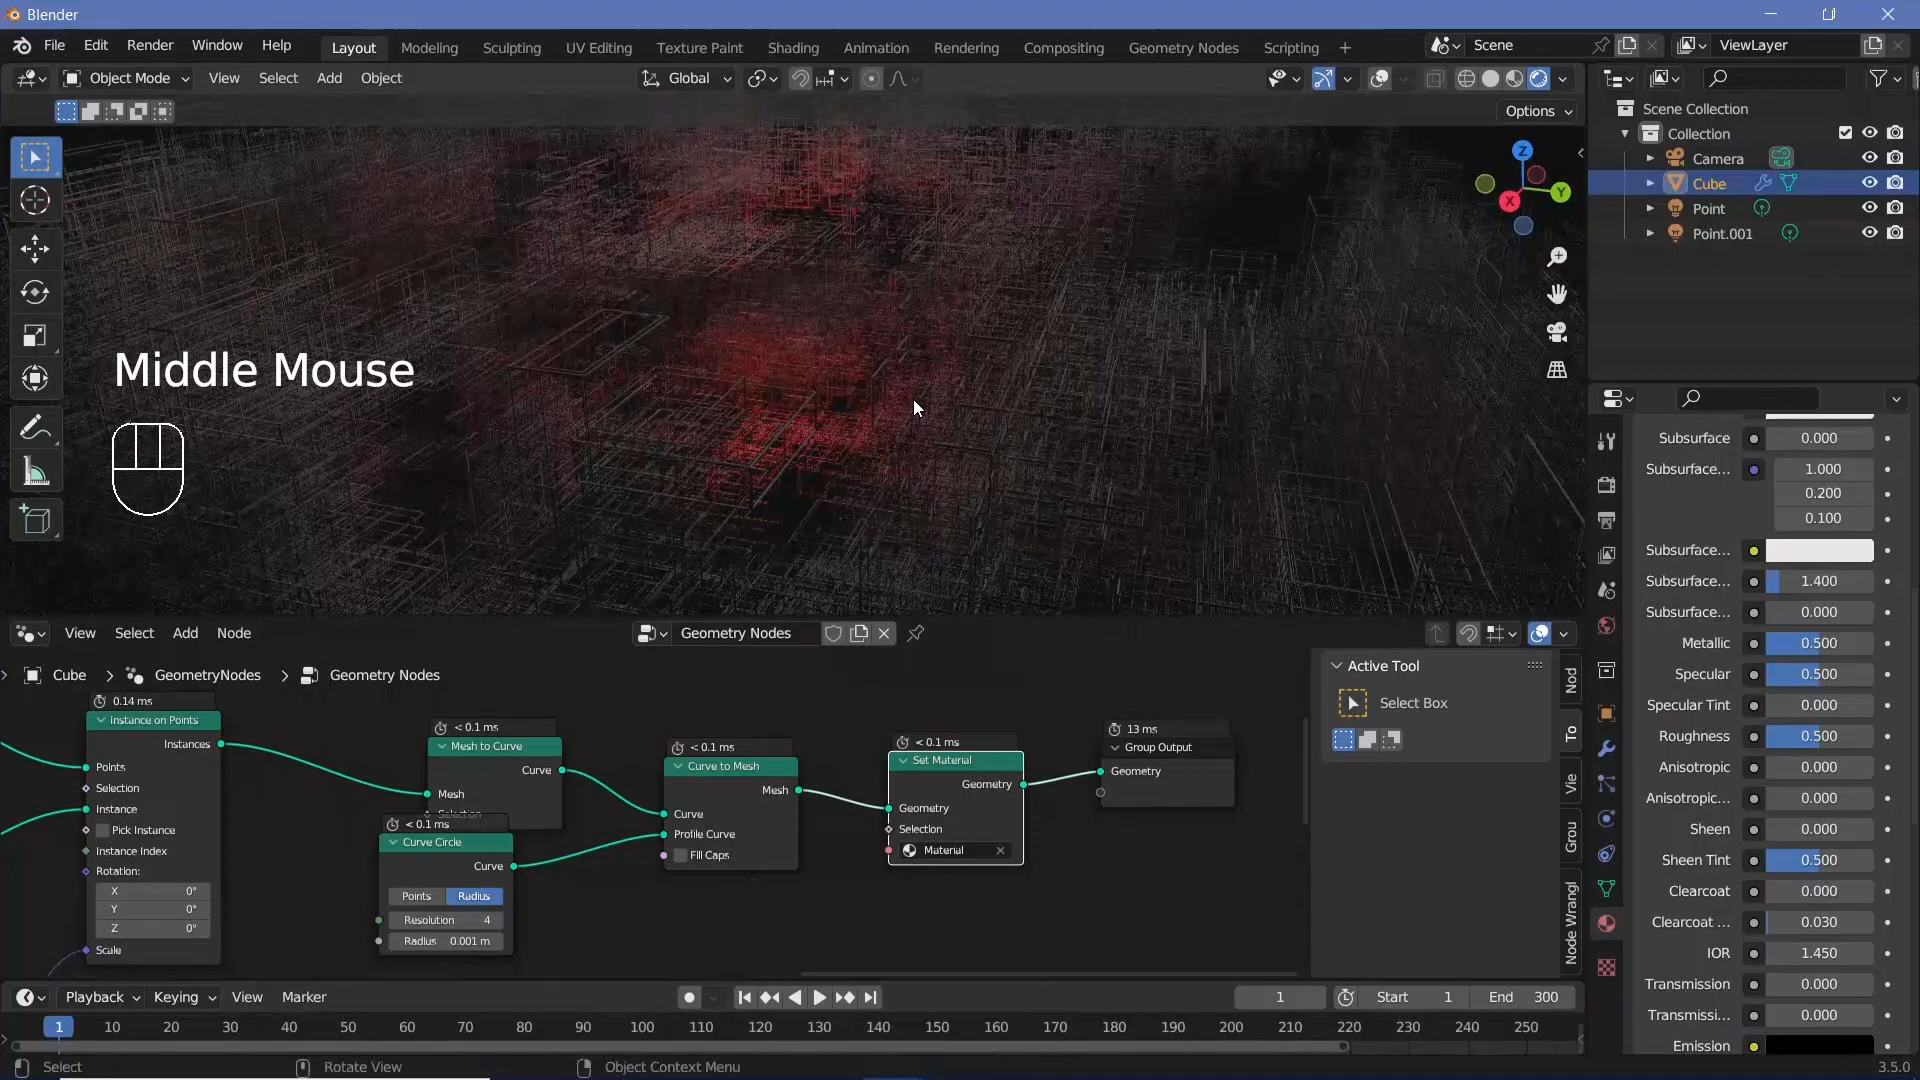 Blender
File Edit Render Window Help
Layout Modeling Sculpting UV Editing Texture Paint Shading Animation Rendering Compositing Geometry Nodes Scripting
Scene
ViewLayer
Object Mode View Select Add Object
Global
Options
Scene Collection
Collection
Camera
Cube
Point
Point.001
Z
Y
X
Middle Mouse
Subsurface 0.000
Subsurface... 1.000
0.200
0.100
Subsurface...
Subsurface... 1.400
Subsurface... 0.000
Metallic 0.500
Specular 0.500
Specular Tint 0.000
Roughness 0.500
Anisotropic 0.000
Anisotropic... 0.000
Sheen 0.000
Sheen Tint 0.500
Clearcoat 0.000
Clearcoat ... 0.030
IOR 1.450
Transmission 0.000
Transmissi... 0.000
Emission
View Select Add Node
Geometry Nodes
Cube > GeometryNodes > Geometry Nodes
0.14 ms
Instance on Points
Instances
Points
Selection
Instance
Pick Instance
Instance Index
Rotation:
X 0°
Y 0°
Z 0°
Scale
< 0.1 ms
Mesh to Curve
Curve
Mesh
Selection
< 0.1 ms
Curve Circle
Curve
Points Radius
Resolution 4
Radius 0.001 m
< 0.1 ms
Curve to Mesh
Mesh
Curve
Profile Curve
Fill Caps
< 0.1 ms
Set Material
Geometry
Geometry
Selection
Material
13 ms
Group Output
Geometry
Active Tool
Select Box
Nod
To
Vie
Grou
Node Wrangl
Playback Keying View Marker
1
Start 1
End 300
1 10 20 30 40 50 60 70 80 90 100 110 120 130 140 150 160 170 180 190 200 210 220 230 240 250
Select
Rotate View
Object Context Menu
3.5.0